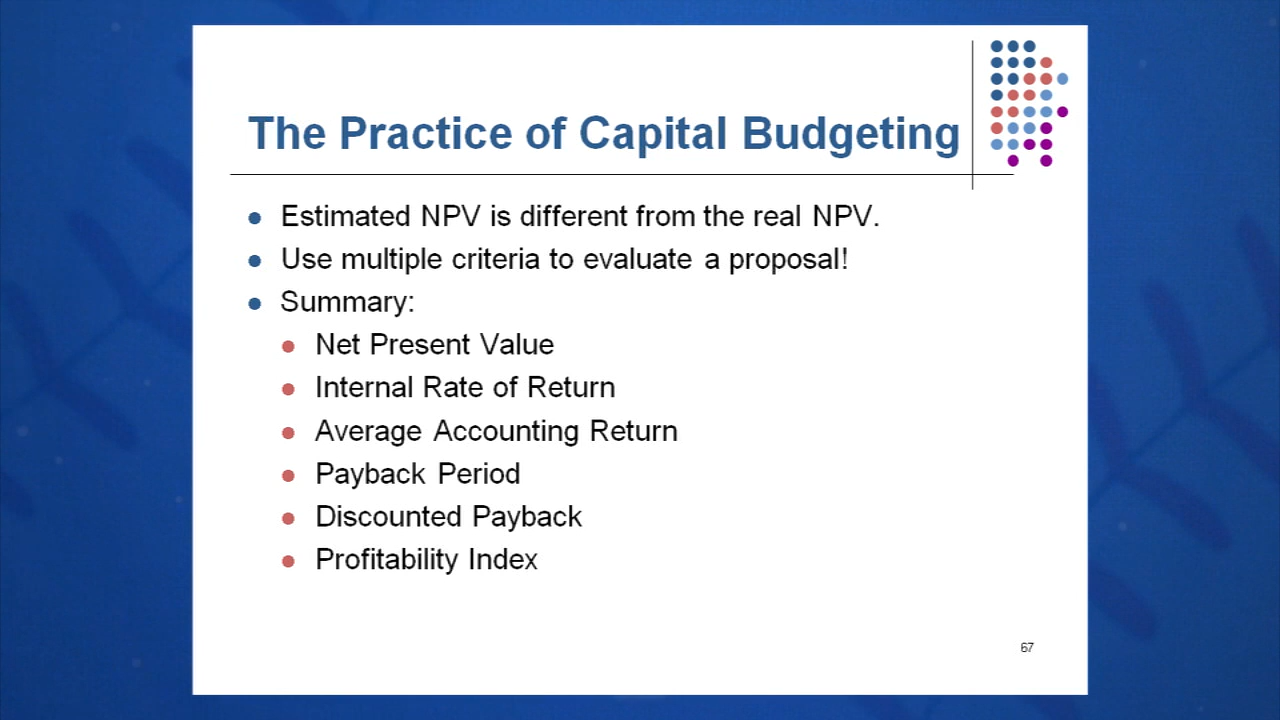 The Practice of Capital Budgeting
Estimated NPV is different from the real NPV.
Use multiple criteria to evaluate a proposal!
Summary:
Net Present Value
Internal Rate of Return
Average Accounting Return
Payback Period
Discounted Payback
Profitability Index
67